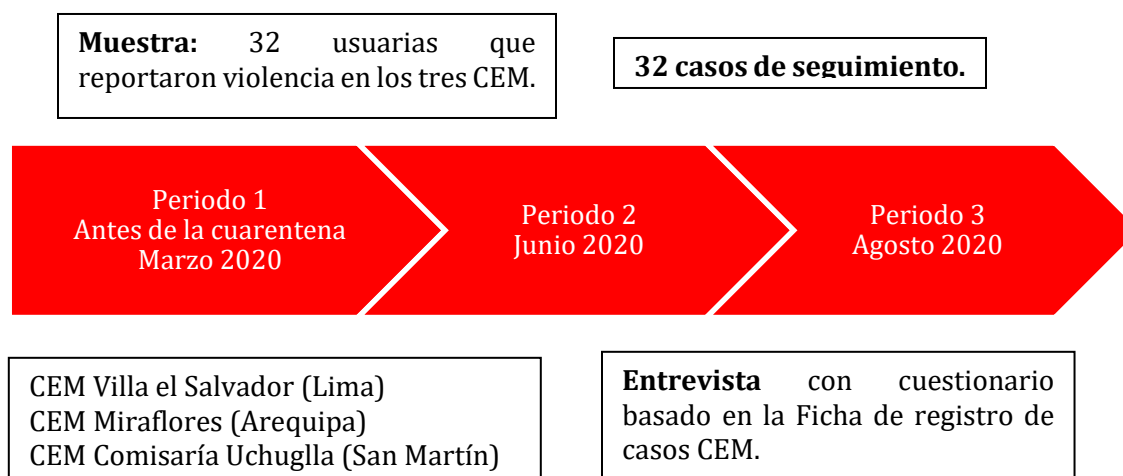 Muestra: 32 usuarias que
reportaron violencia en los tres CEM.
32 casos de seguimiento.
Periodo 1
Antes de la cuarentena
Marzo 2020
Periodo 2
Junio 2020
Periodo 3
Agosto 2020
CEM Villa el Salvador (Lima)
CEM Miraflores (Arequipa)
CEM Comisaría Uchuglla (San Martín)
Entrevista con cuestionario
basado en la Ficha de registro de
casos CEM.